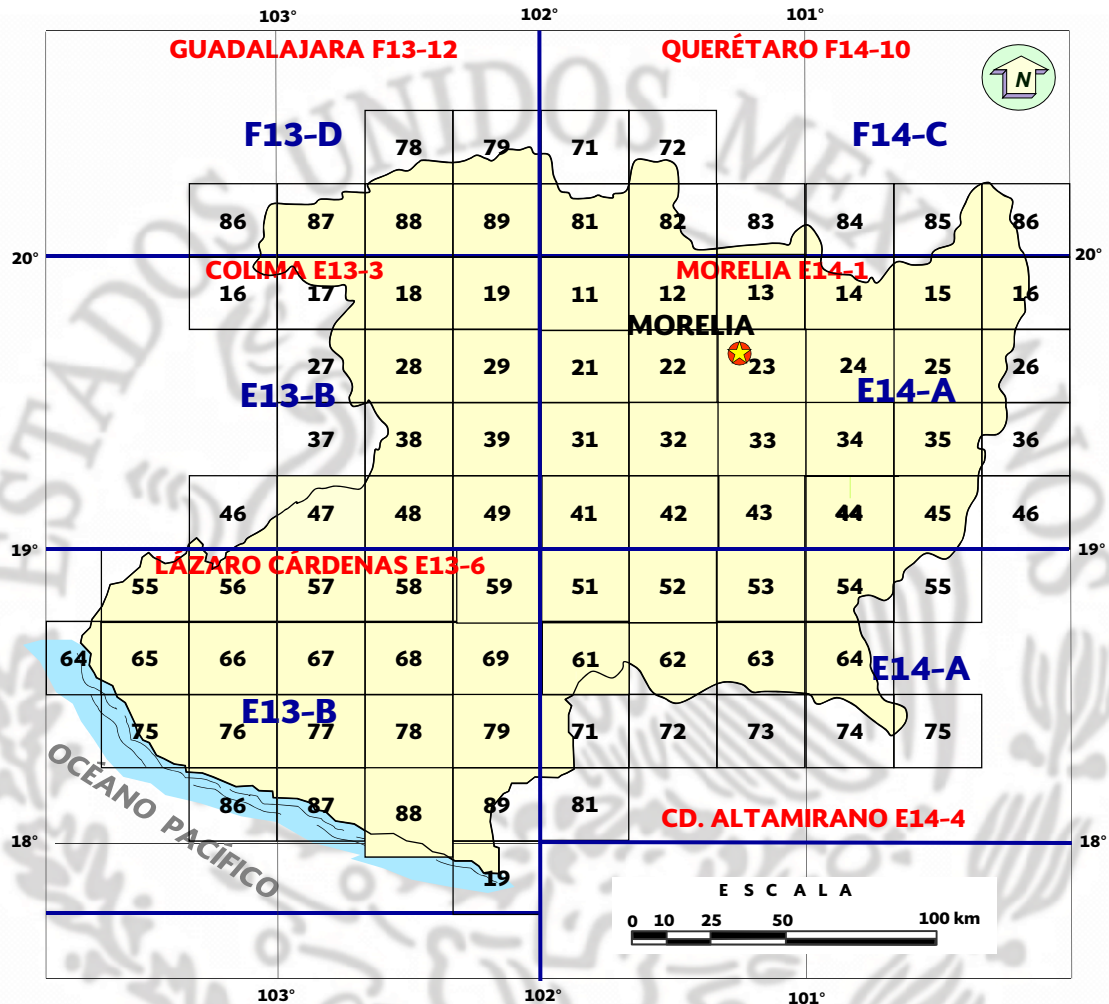 103° 102° 101°
GUADALAJARA F13-12 QUERÉTARO F14-10
N
F13-D F14-C
78 79 71 72
86 87 88 89 81 82 83 84 85 86
20° 20°
COLIMA E13-3 MORELIA E14-1
16 17 18 19 11 12 13 14 15 16
MORELIA
27 28 29 21 22 23 24 25 26
E13-B E14-A
37 38 39 31 32 33 34 35 36
46 47 48 49 41 42 43 44 45 46
19° 19°
LÁZARO CÁRDENAS E13-6
55 56 57 58 59 51 52 53 54 55
64 65 66 67 68 69 61 62 63 64
E14-A
E13-B
75 76 77 78 79 71 72 73 74 75
OCÉANO PACÍFICO
86 87 88 89 81
CD. ALTAMIRANO E14-4
18° 18°
19
ESCALA
0 10 25 50 100 km
103° 102° 101°
ESTADOS UNIDOS MEXICANOS